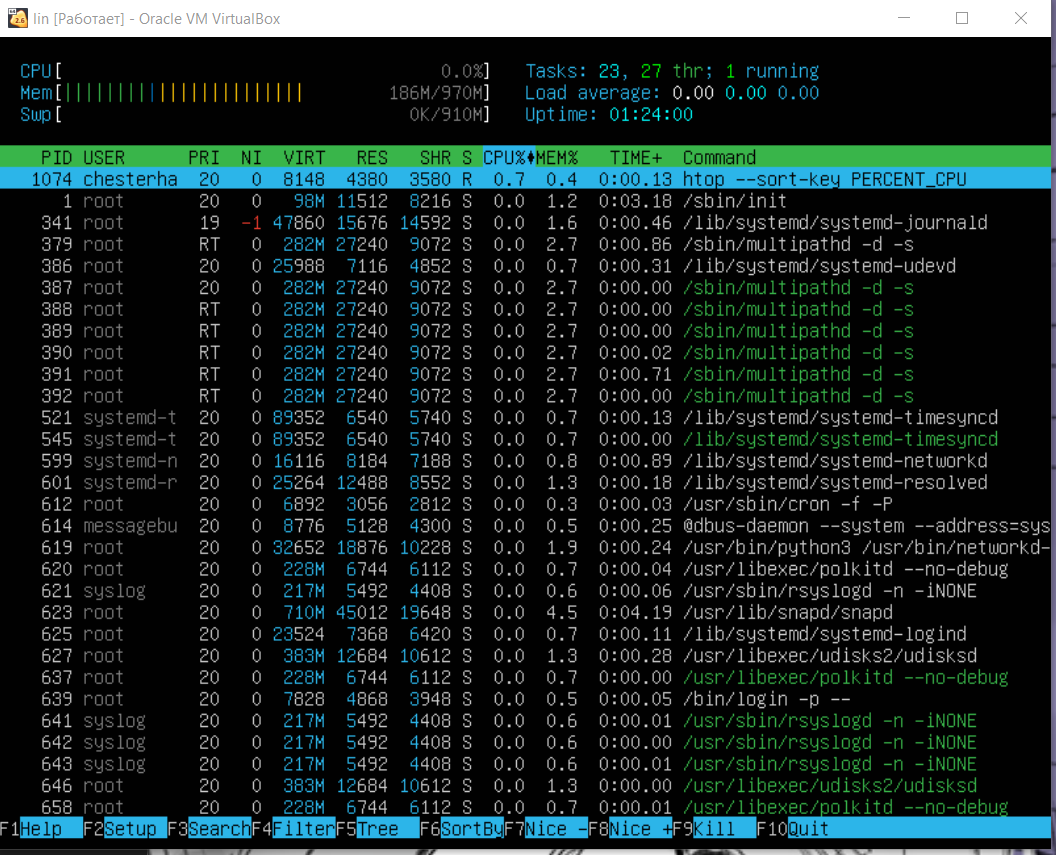 lin [Работает] - Oracle VM VirtualBox
CPU[ 0.0%] Tasks: 23, 27 thr; 1 running
Mem[|||||||||||||||||||||||| 186M/970M] Load average: 0.00 0.00 0.00
Swp[ 0K/910M] Uptime: 01:24:00
PID USER PRI NI VIRT RES SHR S CPU%♦MEM% TIME+ Command
1074 chesterha 20 0 8148 4380 3580 R 0.7 0.4 0:00.13 htop --sort-key PERCENT_CPU
1 root 20 0 98M 11512 8216 S 0.0 1.2 0:03.18 /sbin/init
341 root 19 -1 47860 15676 14592 S 0.0 1.6 0:00.46 /lib/systemd/systemd-journald
379 root RT 0 282M 27240 9072 S 0.0 2.7 0:00.86 /sbin/multipathd -d -s
386 root 20 0 25988 7116 4852 S 0.0 0.7 0:00.31 /lib/systemd/systemd-udevd
387 root 20 0 282M 27240 9072 S 0.0 2.7 0:00.00 /sbin/multipathd -d -s
388 root RT 0 282M 27240 9072 S 0.0 2.7 0:00.00 /sbin/multipathd -d -s
389 root RT 0 282M 27240 9072 S 0.0 2.7 0:00.00 /sbin/multipathd -d -s
390 root RT 0 282M 27240 9072 S 0.0 2.7 0:00.02 /sbin/multipathd -d -s
391 root RT 0 282M 27240 9072 S 0.0 2.7 0:00.71 /sbin/multipathd -d -s
392 root RT 0 282M 27240 9072 S 0.0 2.7 0:00.00 /sbin/multipathd -d -s
521 systemd-t 20 0 89352 6540 5740 S 0.0 0.7 0:00.13 /lib/systemd/systemd-timesyncd
545 systemd-t 20 0 89352 6540 5740 S 0.0 0.7 0:00.00 /lib/systemd/systemd-timesyncd
599 systemd-n 20 0 16116 8184 7188 S 0.0 0.8 0:00.89 /lib/systemd/systemd-networkd
601 systemd-r 20 0 25264 12488 8552 S 0.0 1.3 0:00.18 /lib/systemd/systemd-resolved
612 root 20 0 6892 3056 2812 S 0.0 0.3 0:00.03 /usr/sbin/cron -f -P
614 messagebu 20 0 8776 5128 4300 S 0.0 0.5 0:00.25 @dbus-daemon --system --address=sys
619 root 20 0 32652 18876 10228 S 0.0 1.9 0:00.24 /usr/bin/python3 /usr/bin/networkd-
620 root 20 0 228M 6744 6112 S 0.0 0.7 0:00.04 /usr/libexec/polkitd --no-debug
621 syslog 20 0 217M 5492 4408 S 0.0 0.6 0:00.06 /usr/sbin/rsyslogd -n -iNONE
623 root 20 0 710M 45012 19648 S 0.0 4.5 0:04.19 /usr/lib/snapd/snapd
625 root 20 0 23524 7368 6420 S 0.0 0.7 0:00.11 /lib/systemd/systemd-logind
627 root 20 0 383M 12684 10612 S 0.0 1.3 0:00.28 /usr/libexec/udisks2/udisksd
637 root 20 0 228M 6744 6112 S 0.0 0.7 0:00.00 /usr/libexec/polkitd --no-debug
639 root 20 0 7828 4868 3948 S 0.0 0.5 0:00.05 /bin/login -p --
641 syslog 20 0 217M 5492 4408 S 0.0 0.6 0:00.01 /usr/sbin/rsyslogd -n -iNONE
642 syslog 20 0 217M 5492 4408 S 0.0 0.6 0:00.00 /usr/sbin/rsyslogd -n -iNONE
643 syslog 20 0 217M 5492 4408 S 0.0 0.6 0:00.01 /usr/sbin/rsyslogd -n -iNONE
646 root 20 0 383M 12684 10612 S 0.0 1.3 0:00.00 /usr/libexec/udisks2/udisksd
658 root 20 0 228M 6744 6112 S 0.0 0.7 0:00.01 /usr/libexec/polkitd --no-debug
F1Help F2Setup F3SearchF4FilterF5Tree F6SortByF7Nice -F8Nice +F9Kill F10Quit